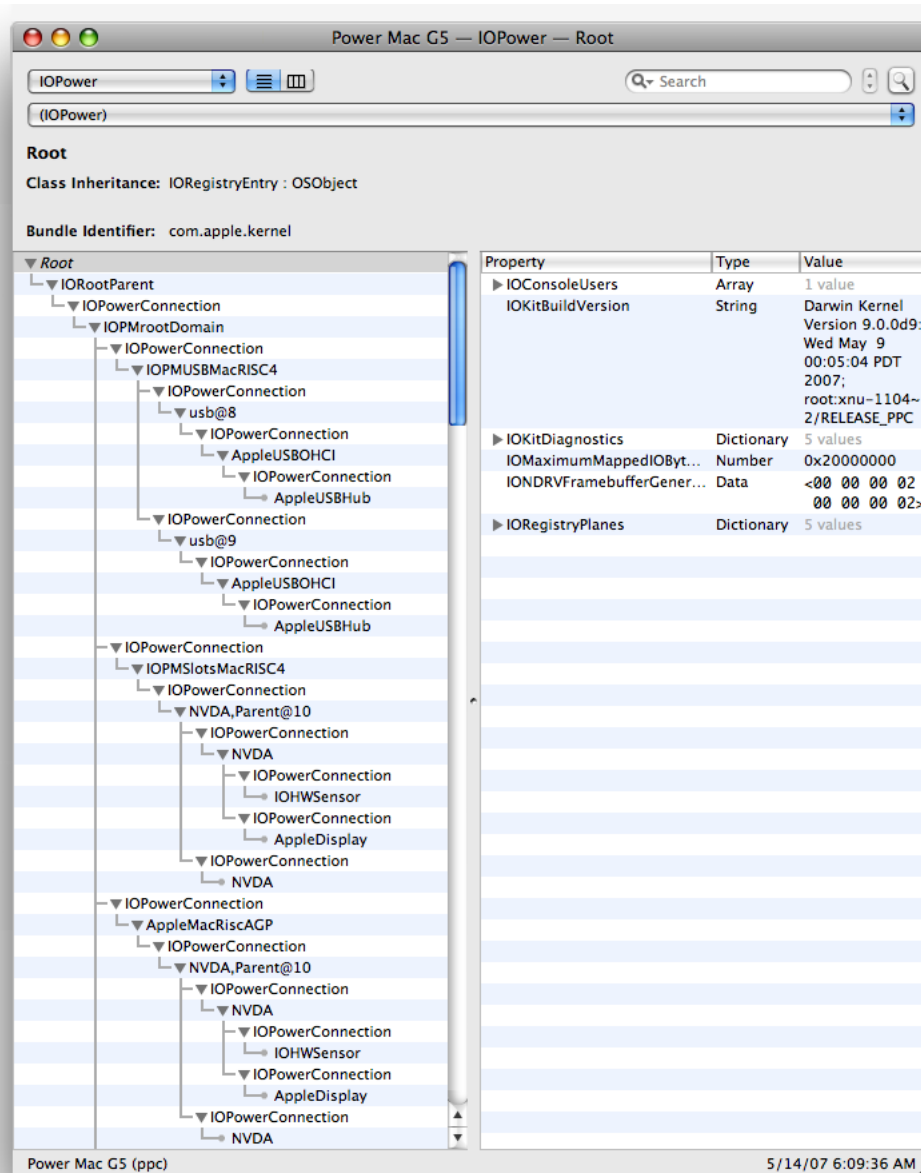 Power Mac G5 — IOPower — Root
IOPower
Search
(IOPower)
Root
Class Inheritance: IORegistryEntry : OSObject
Bundle Identifier: com.apple.kernel
Root
IORootParent
IOPowerConnection
IOPMrootDomain
IOPowerConnection
IOPMUSBMacRISC4
IOPowerConnection
usb@8
IOPowerConnection
AppleUSBOHCI
IOPowerConnection
AppleUSBHub
IOPowerConnection
usb@9
IOPowerConnection
AppleUSBOHCI
IOPowerConnection
AppleUSBHub
IOPowerConnection
IOPMSlotsMacRISC4
IOPowerConnection
NVDA,Parent@10
IOPowerConnection
NVDA
IOPowerConnection
IOHWSensor
IOPowerConnection
AppleDisplay
IOPowerConnection
NVDA
IOPowerConnection
AppleMacRiscAGP
IOPowerConnection
NVDA,Parent@10
IOPowerConnection
NVDA
IOPowerConnection
IOHWSensor
IOPowerConnection
AppleDisplay
IOPowerConnection
NVDA
Property Type Value
IOConsoleUsers Array 1 value
IOKitBuildVersion String Darwin Kernel
Version 9.0.0d9:
Wed May 9
00:05:04 PDT
2007;
root:xnu-1104~
2/RELEASE_PPC
IOKitDiagnostics Dictionary 5 values
IOMaximumMappedIOByt... Number 0x20000000
IONDRVFramebufferGener... Data <00 00 00 02
00 00 00 02>
IORegistryPlanes Dictionary 5 values
Power Mac G5 (ppc) 5/14/07 6:09:36 AM